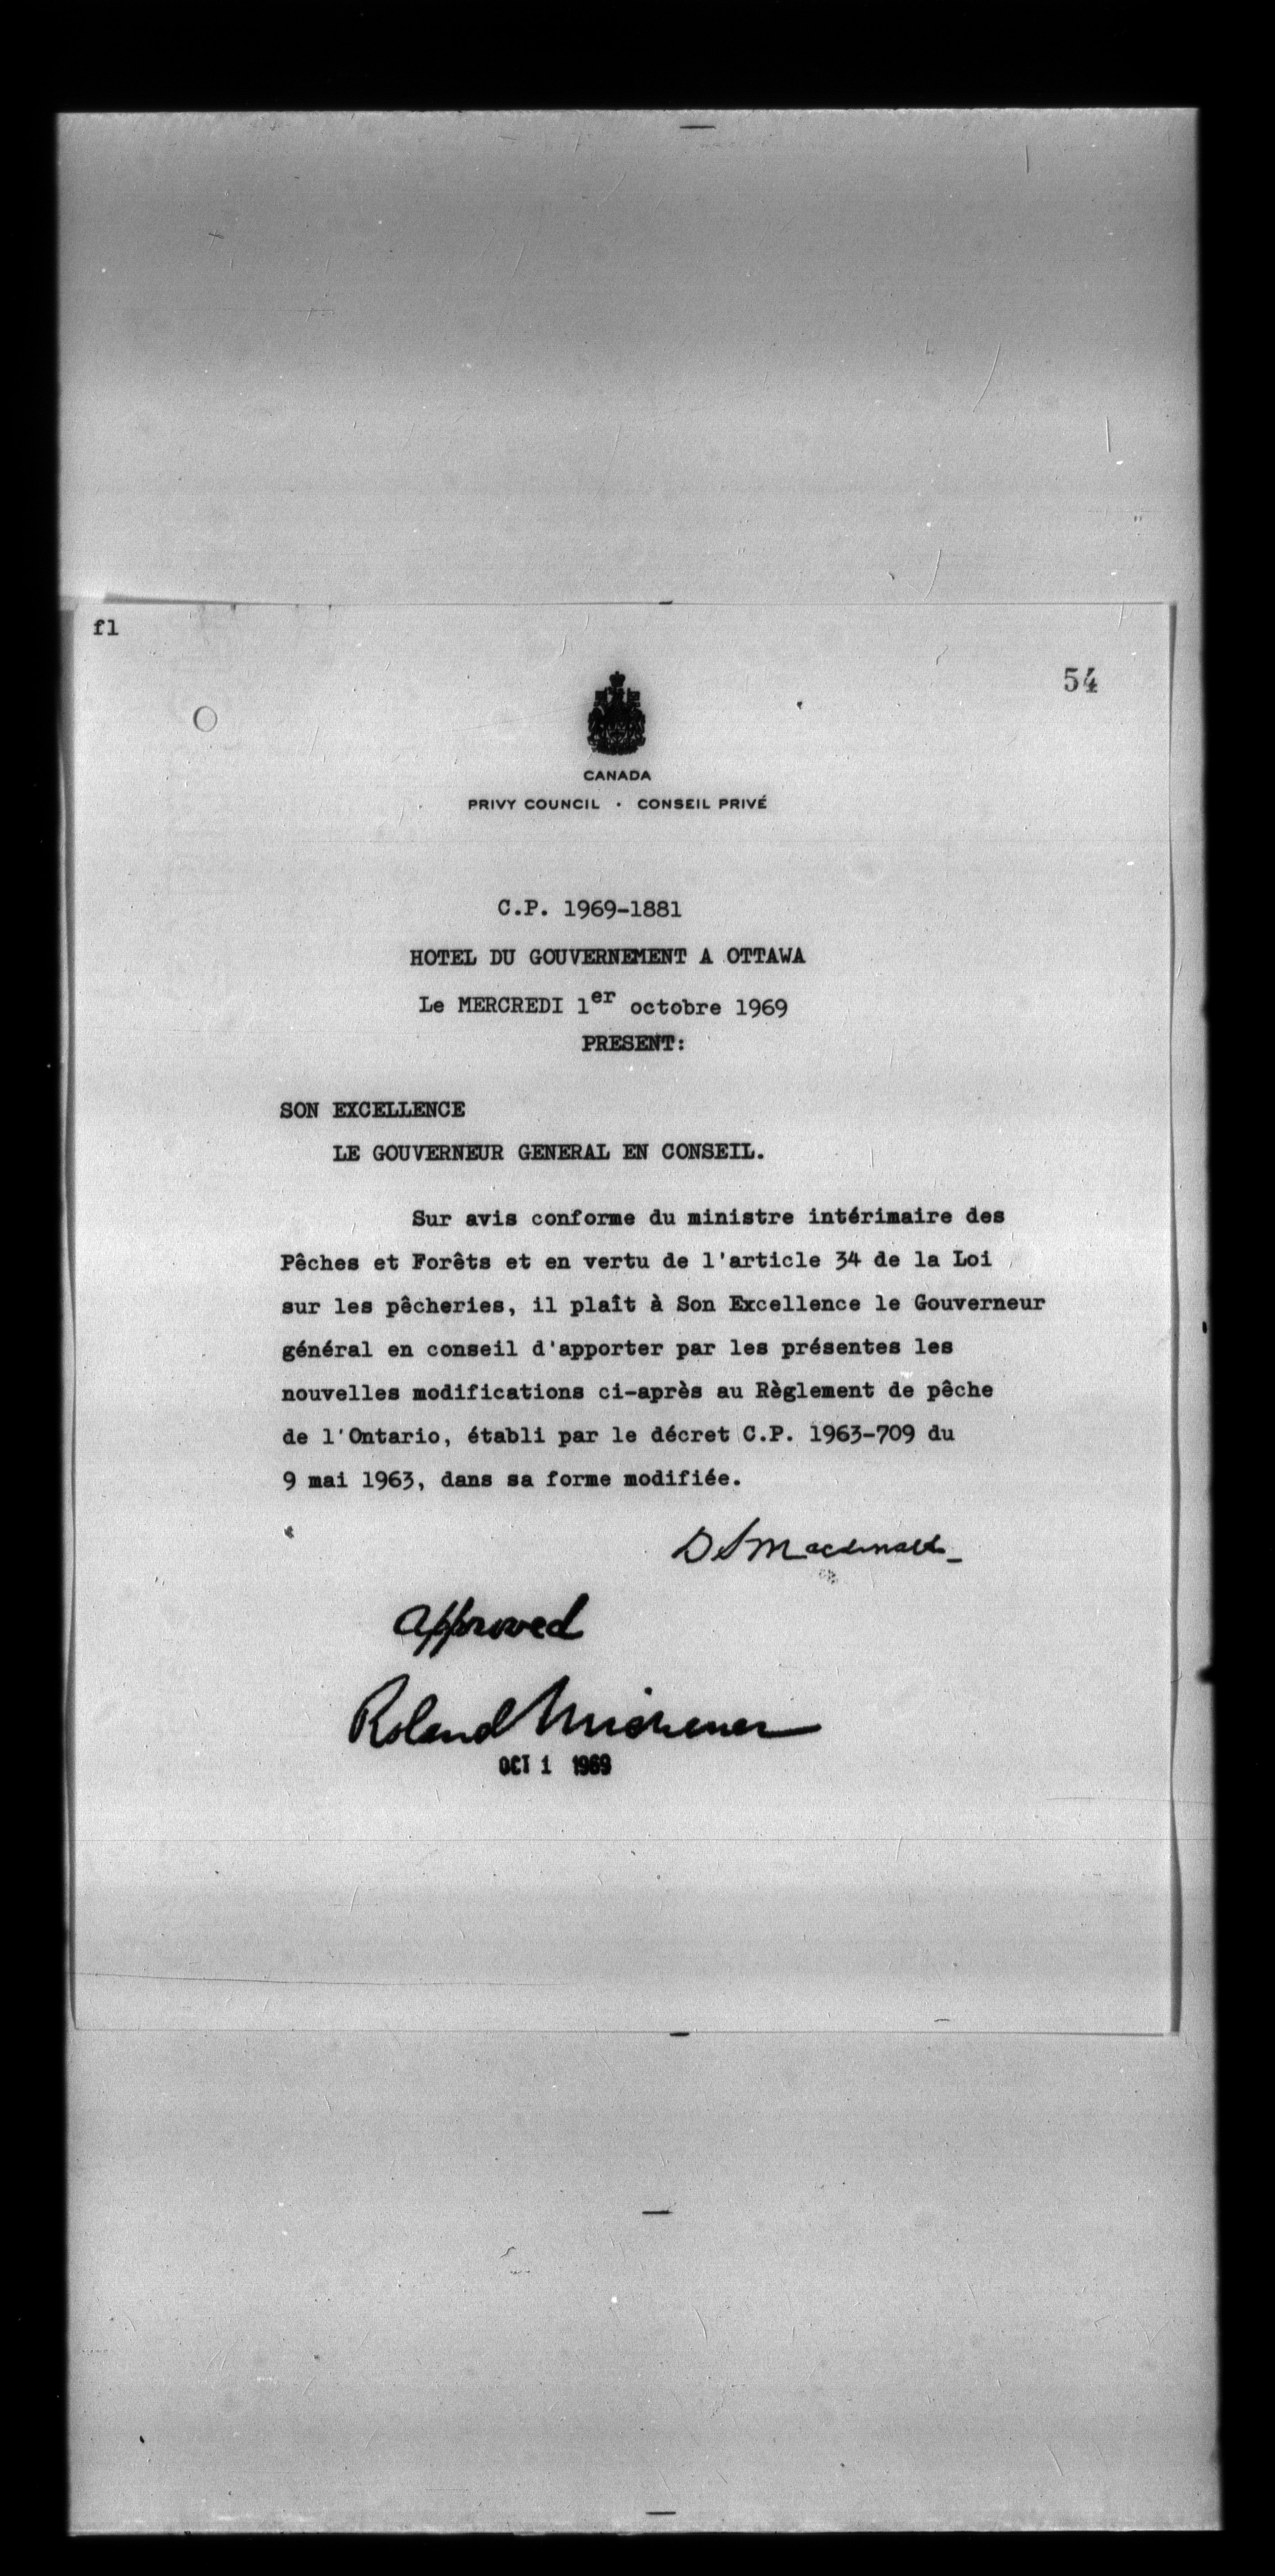 fl
54
CANADA
PRIVY COUNCIL · CONSEIL PRIVÉ
C.P. 1969-1881
HOTEL DU GOUVERNEMENT A OTTAWA
Le MERCREDI 1er octobre 1969
PRESENT:
SON EXCELLENCE
LE GOUVERNEUR GENERAL EN CONSEIL.
Sur avis conforme du ministre intérimaire des
Pêches et Forêts et en vertu de l'article 34 de la Loi
sur les pêcheries, il plaît à Son Excellence le Gouverneur
général en conseil d'apporter par les présentes les
nouvelles modifications ci-après au Règlement de pêche
de l'Ontario, établi par le décret C.P. 1963-709 du
9 mai 1963, dans sa forme modifiée.
D S Macdonald
approved
Roland Michener
OCT 1 1969